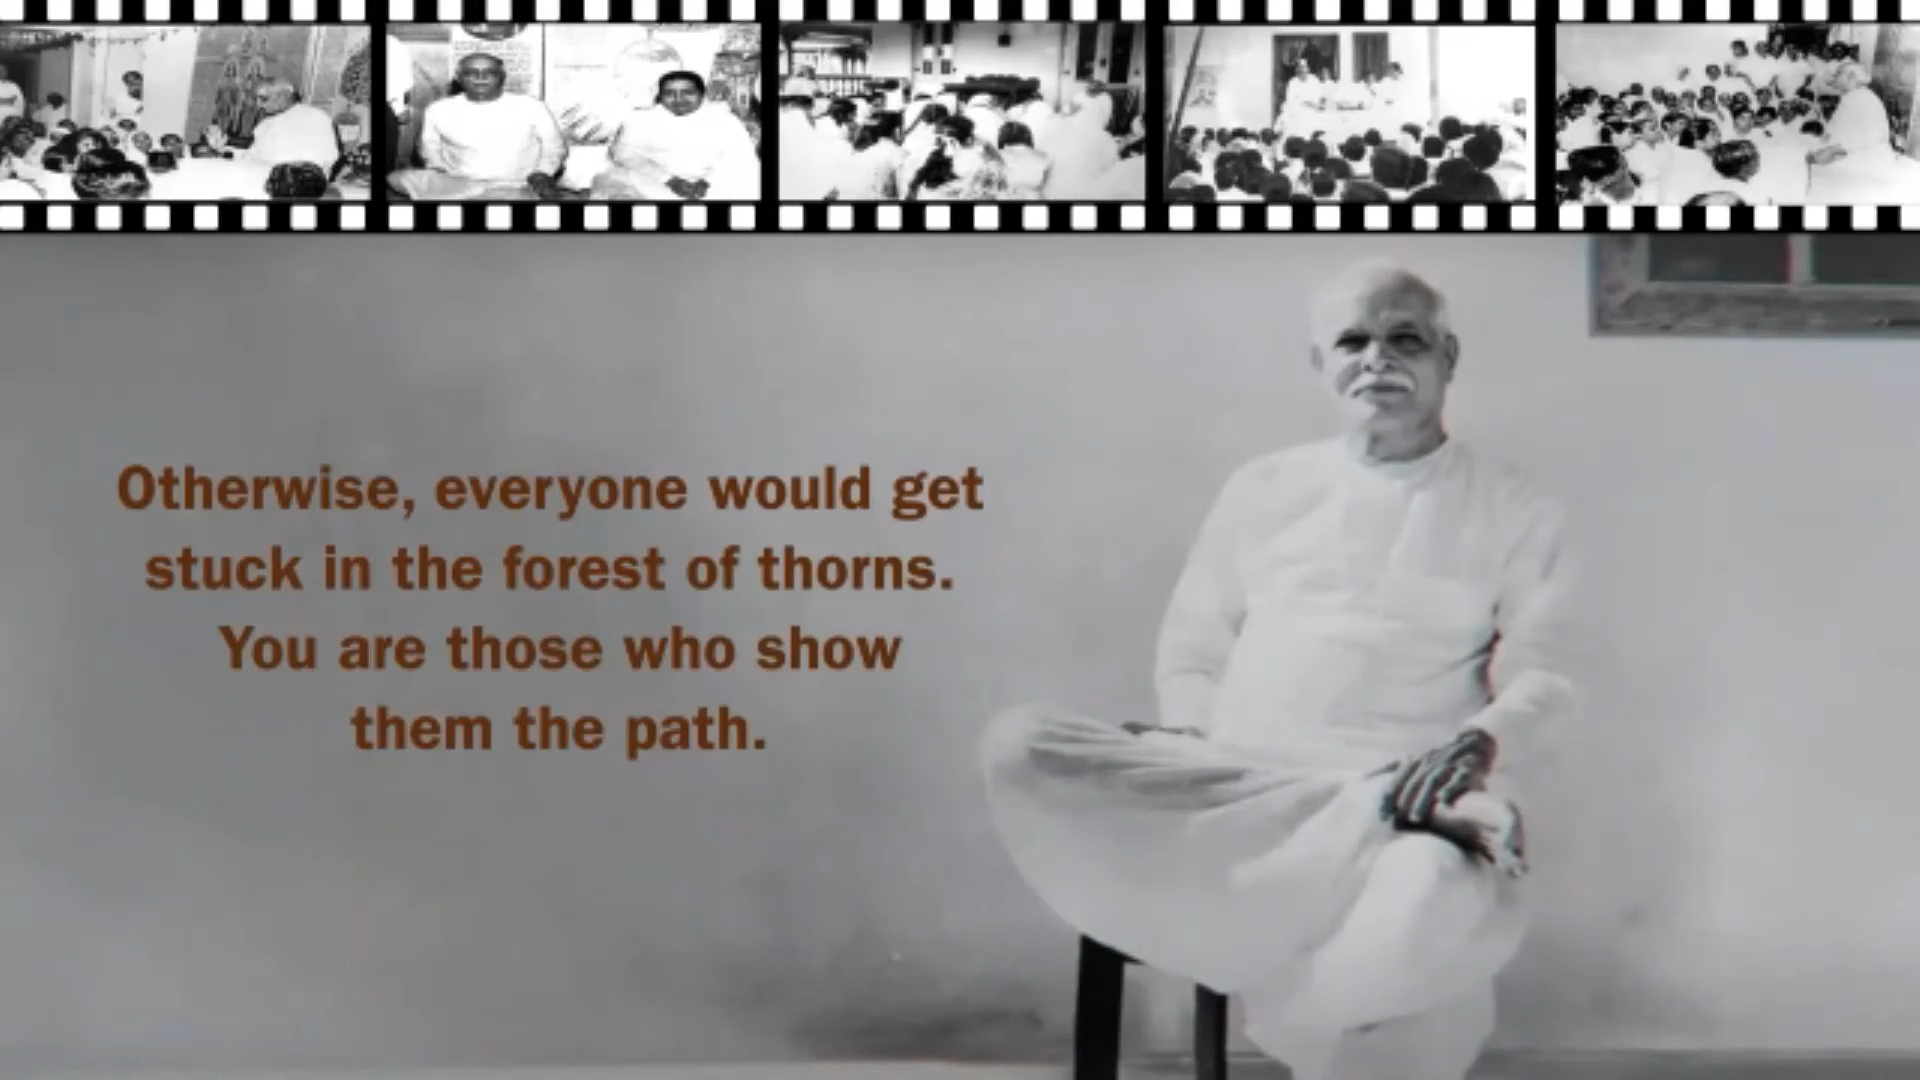 Otherwise, everyone would get
stuck in the forest of thorns.
You are those who show
them the path.